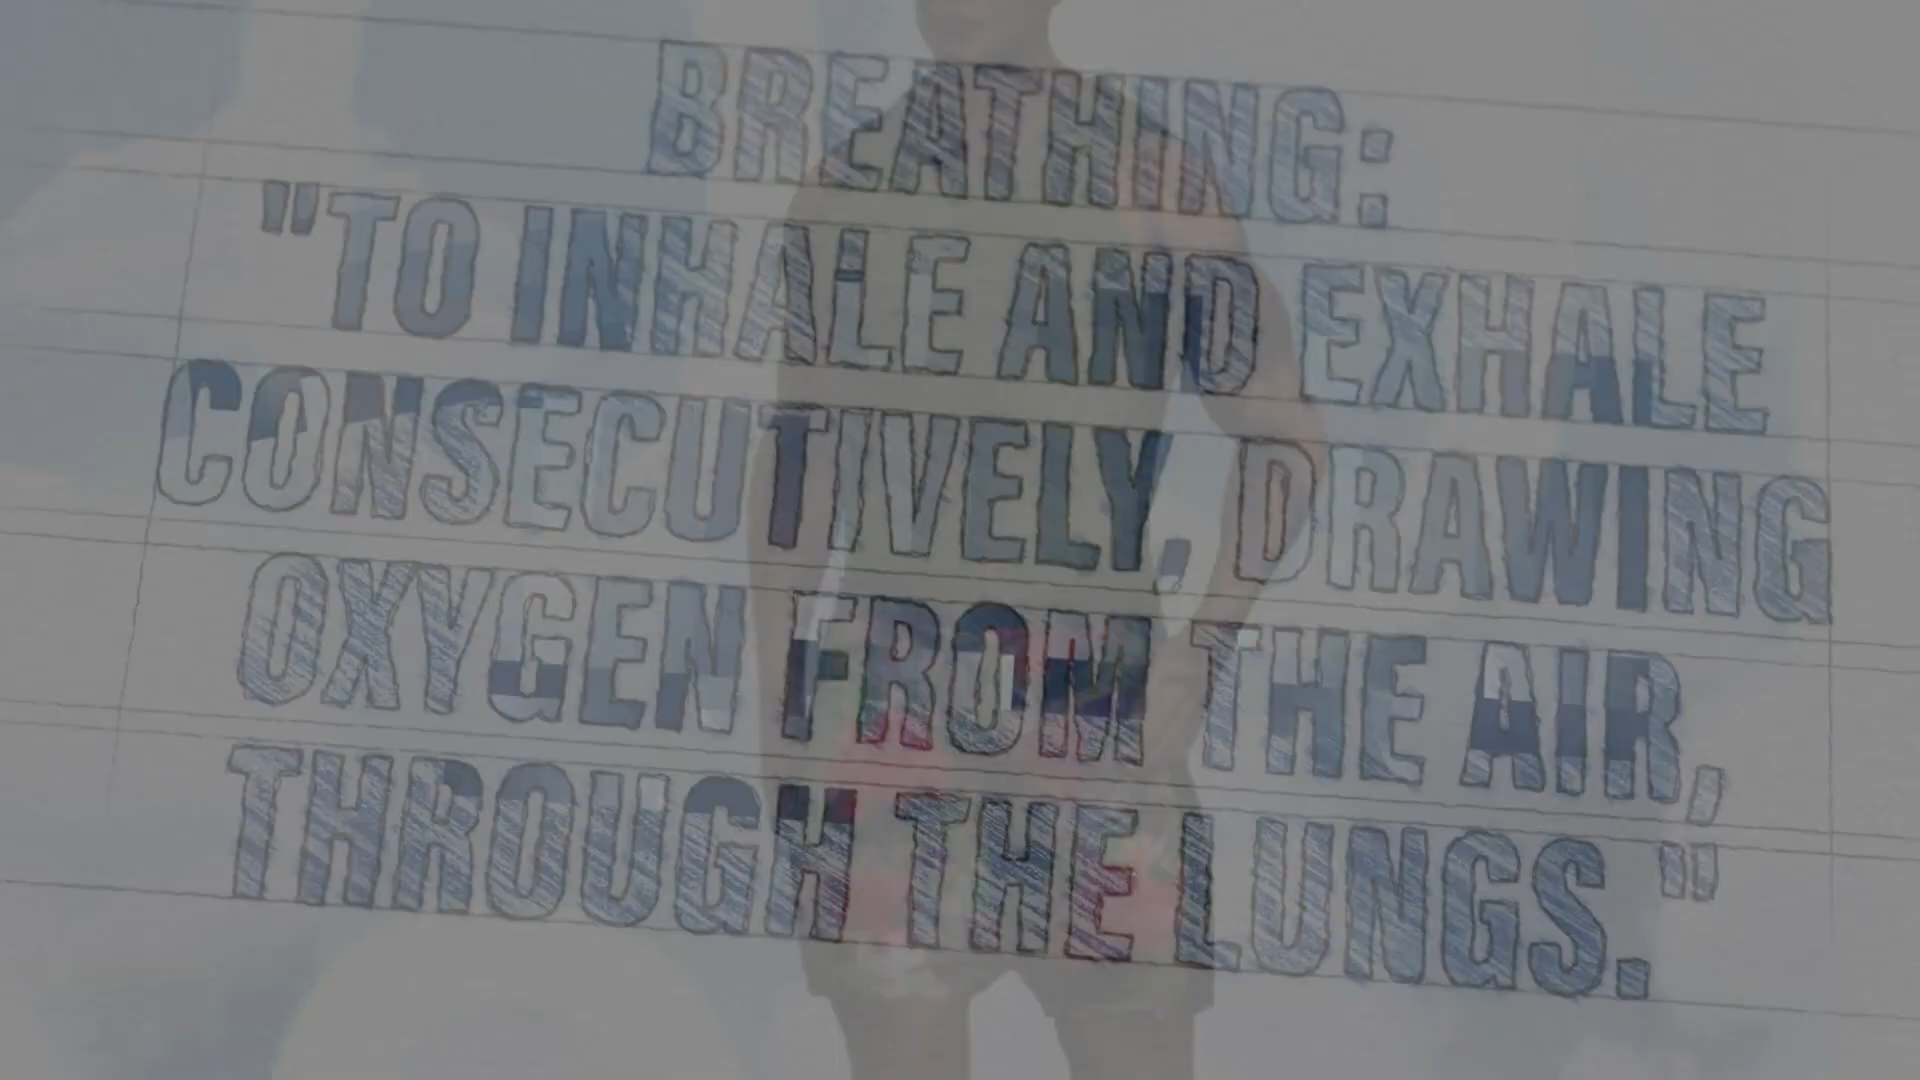 BREATHING:
"TO INHALE AND EXHALE
CONSECUTIVELY, DRAWING
OXYGEN FROM THE AIR,
THROUGH THE LUNGS."